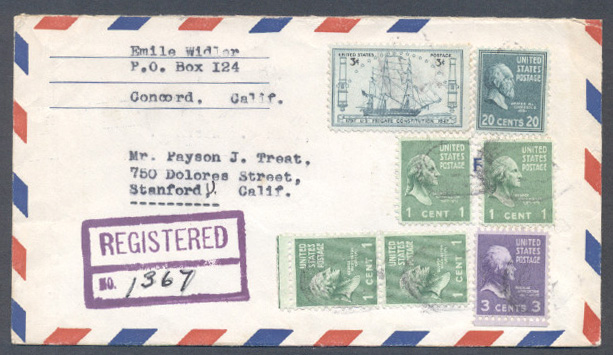 Emile Widler
P.O. Box I24
Concord, Calif.
UNITED STATES POSTAGE
3¢ 3¢
1797 U.S. FRIGATE CONSTITUTION 1947
UNITED
STATES
POSTAGE
20 CENTS 20
Mr. Payson J. Treat,
750 Dolores Street,
Stanford, Calif.
UNITED
STATES
POSTAGE
1 CENT 1
UNITED
STATES
POSTAGE
1 CENT 1
REGISTERED
NO. 1367
UNITED
STATES
POSTAGE
1 CENT 1
UNITED
STATES
POSTAGE
1 CENT 1
UNITED
STATES
POSTAGE
3 CENTS 3